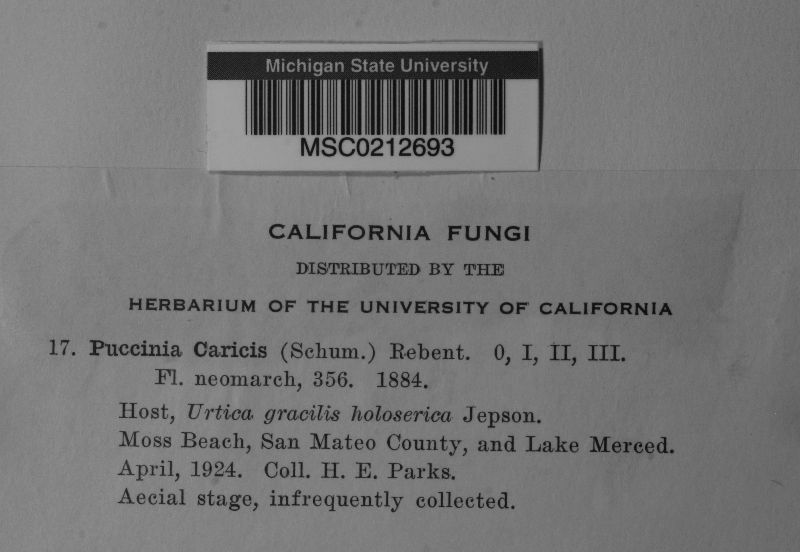 Michigan State University
MSC0212693
CALIFORNIA FUNGI
DISTRIBUTED BY THE
HERBARIUM OF THE UNIVERSITY OF CALIFORNIA
17. Puccinia Caricis (Schum.) Rebent. 0, I, II, III.
Fl. neomarch, 356. 1884.
Host, Urtica gracilis holoserica Jepson.
Moss Beach, San Mateo County, and Lake Merced.
April, 1924. Coll. H. E. Parks.
Aecial stage, infrequently collected.